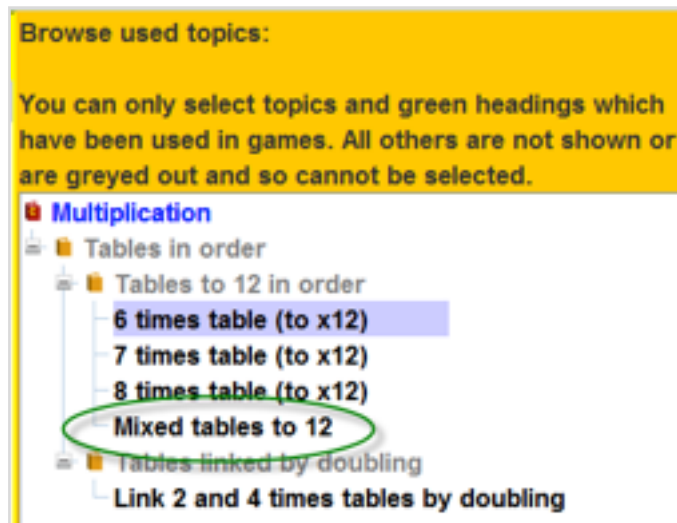 Browse used topics:
You can only select topics and green headings which
have been used in games. All others are not shown or
are greyed out and so cannot be selected.
Multiplication
Tables in order
Tables to 12 in order
6 times table (to x12)
7 times table (to x12)
8 times table (to x12)
Mixed tables to 12
Tables linked by doubling
Link 2 and 4 times tables by doubling